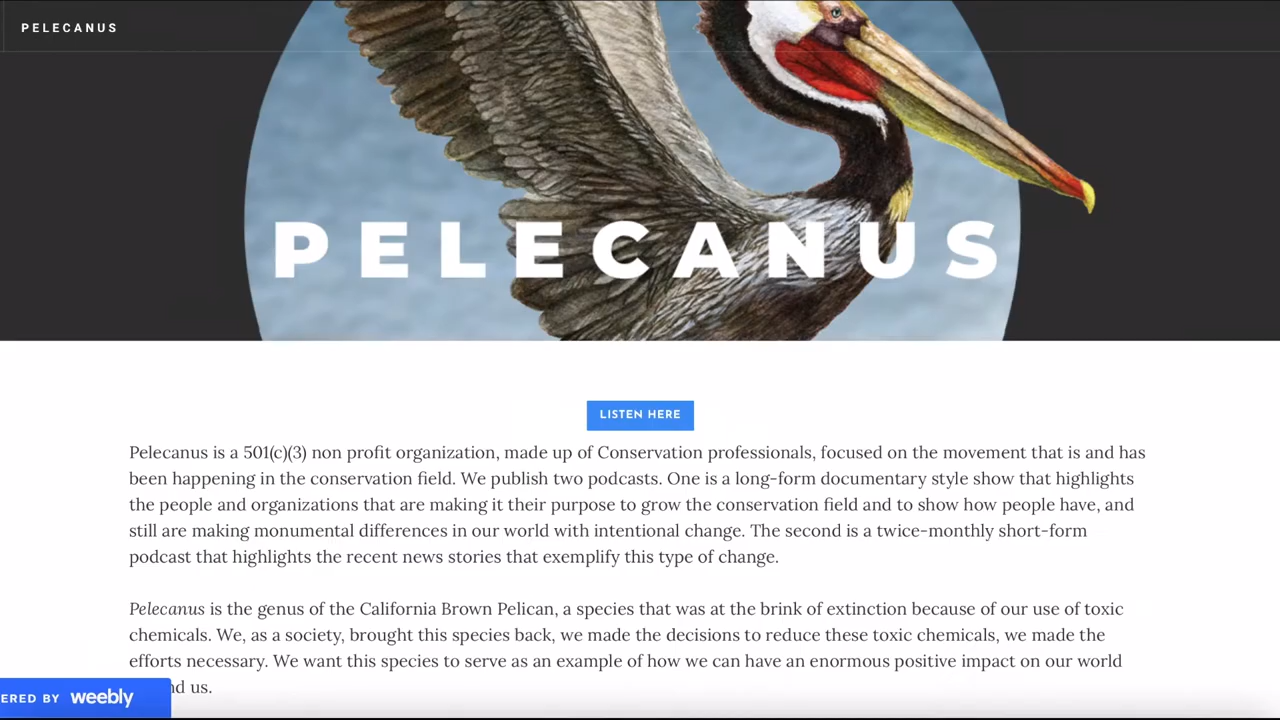 PELECANUS
PELECANUS
LISTEN HERE
Pelecanus is a 501(c)(3) non profit organization, made up of Conservation professionals, focused on the movement that is and has
been happening in the conservation field. We publish two podcasts. One is a long-form documentary style show that highlights
the people and organizations that are making it their purpose to grow the conservation field and to show how people have, and
still are making monumental differences in our world with intentional change. The second is a twice-monthly short-form
podcast that highlights the recent news stories that exemplify this type of change.
Pelecanus is the genus of the California Brown Pelican, a species that was at the brink of extinction because of our use of toxic
chemicals. We, as a society, brought this species back, we made the decisions to reduce these toxic chemicals, we made the
efforts necessary. We want this species to serve as an example of how we can have an enormous positive impact on our world
us.
BY weebly